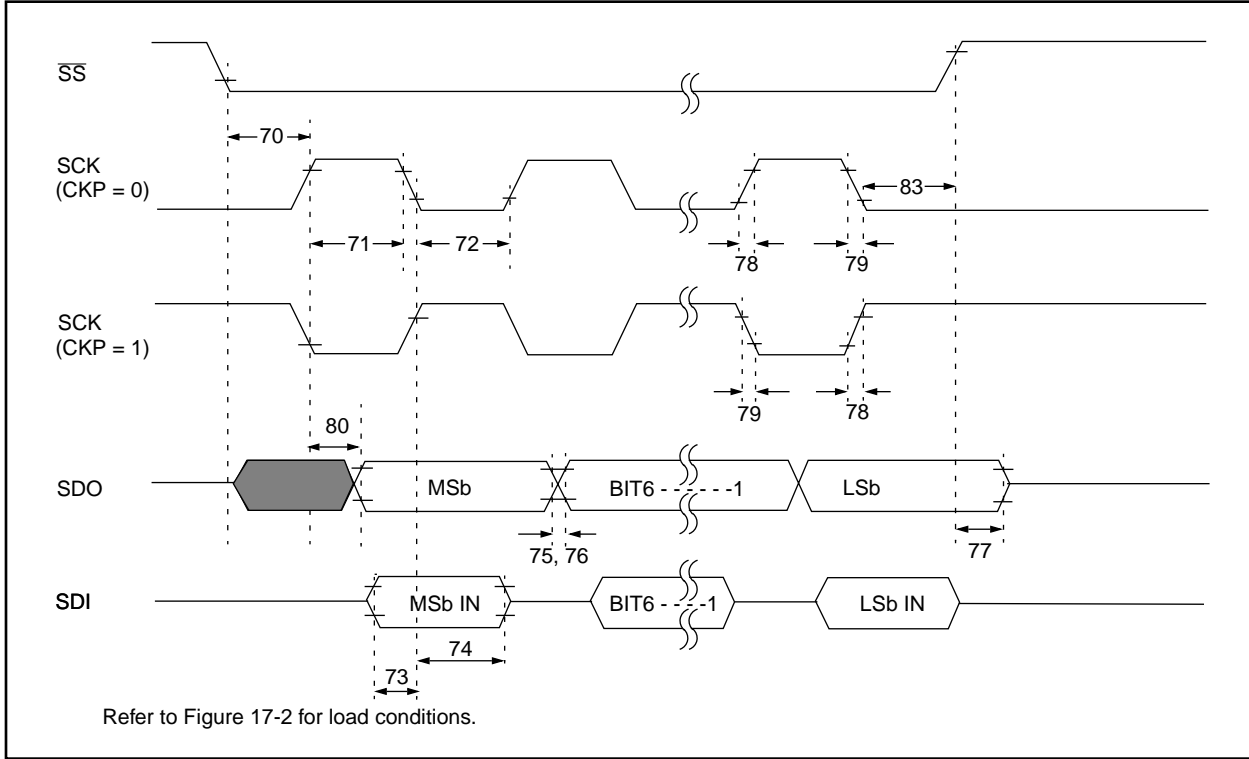 SS
70
SCK
(CKP = 0)
83
71
72
78
79
SCK
(CKP = 1)
79
78
80
SDO
MSb
BIT6 - - - - - -1
LSb
75, 76
77
SDI
MSb IN
BIT6 - - - -1
LSb IN
74
73
Refer to Figure 17-2 for load conditions.